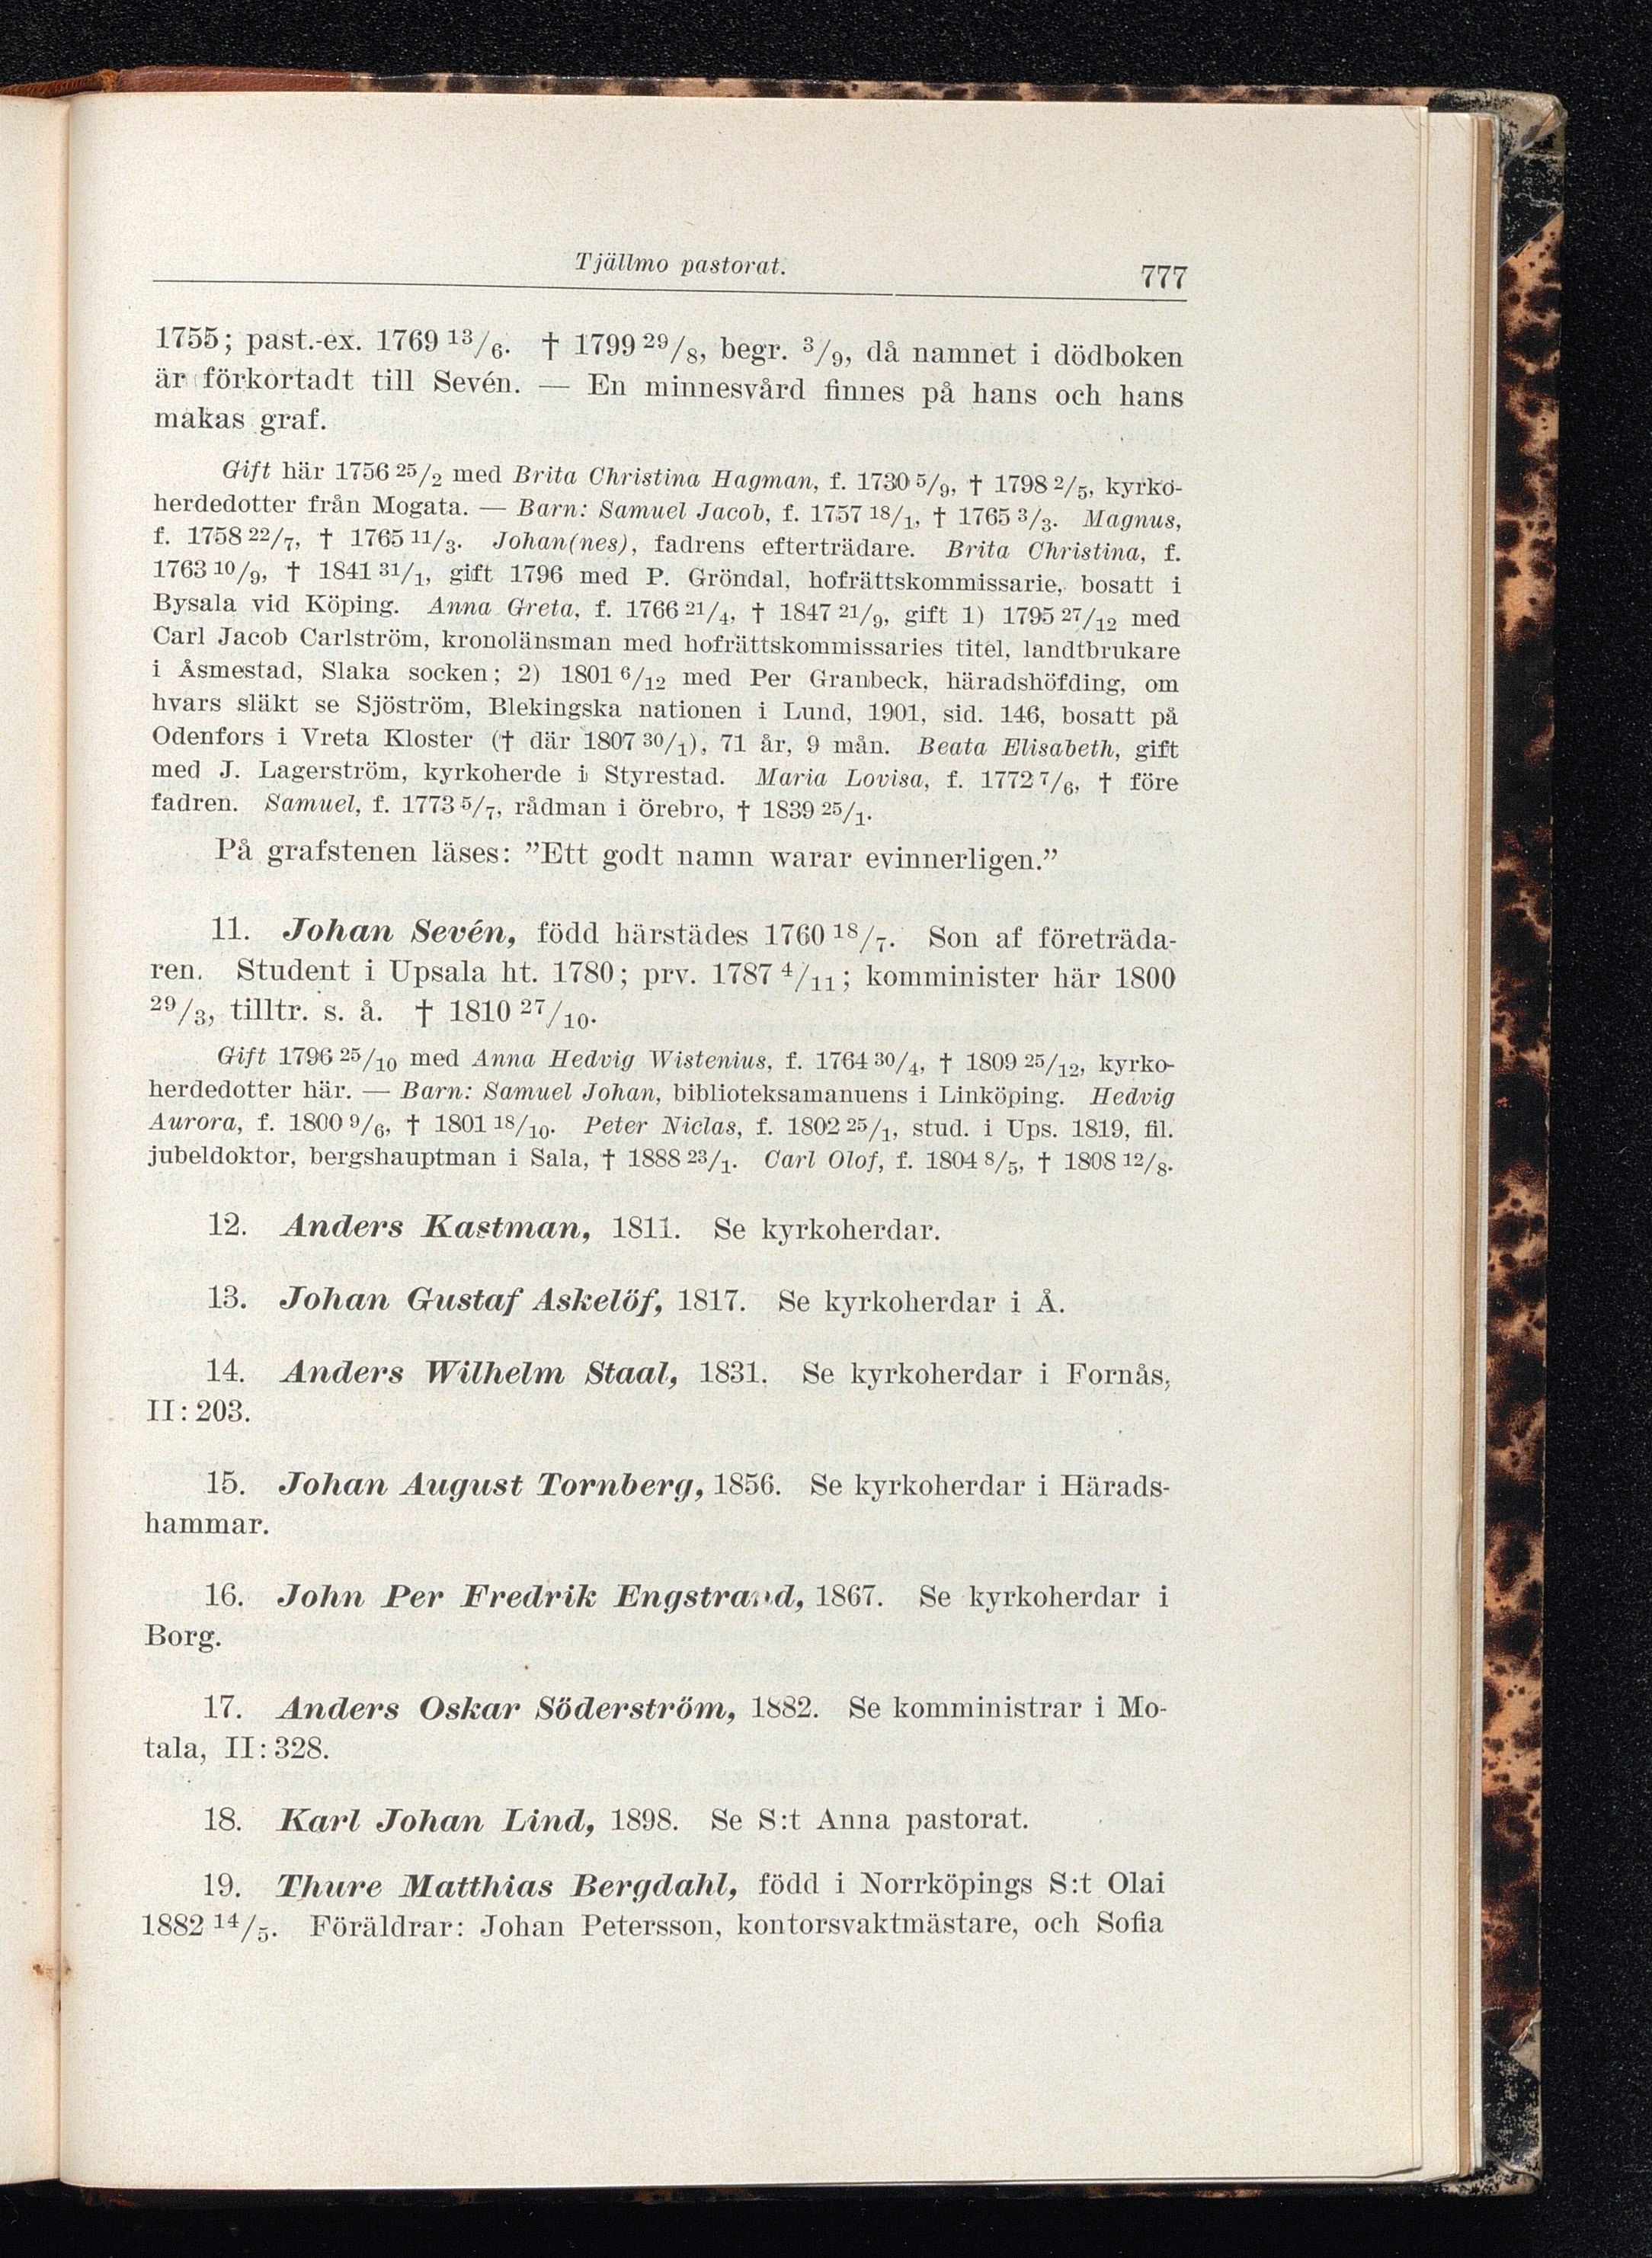 Tjällmo pastorat. 777
1755; past.-ex. 1769 13/6. † 1799 29/8, begr. 3/9, då namnet i dödboken
är förkortadt till Sevén. — En minnesvård finnes på hans och hans
makas graf.
Gift här 1756 25/2 med Brita Christina Hagman, f. 1730 5/9, † 1798 2/5, kyrko-
herdedotter från Mogata. — Barn: Samuel Jacob, f. 1757 18/1, † 1765 3/3. Magnus,
f. 1758 22/7, † 1765 11/3. Johan(nes), fadrens efterträdare. Brita Christina, f.
1763 10/9, † 1841 31/1, gift 1796 med P. Gröndal, hofrättskommissarie, bosatt i
Bysala vid Köping. Anna Greta, f. 1766 21/4, † 1847 21/9, gift 1) 1795 27/12 med
Carl Jacob Carlström, kronolänsman med hofrättskommissaries titel, landtbrukare
i Åsmestad, Slaka socken; 2) 1801 6/12 med Per Granbeck, häradshöfding, om
hvars släkt se Sjöström, Blekingska nationen i Lund, 1901, sid. 146, bosatt på
Odenfors i Vreta Kloster († där 1807 30/1), 71 år, 9 mån. Beata Elisabeth, gift
med J. Lagerström, kyrkoherde i Styrestad. Maria Lovisa, f. 1772 7/6, † före
fadren. Samuel, f. 1773 5/7, rådman i Örebro, † 1839 25/1.
På grafstenen läses: ”Ett godt namn warar evinnerligen.”
11. Johan Sevén, född härstädes 1760 18/7. Son af företräda-
ren. Student i Upsala ht. 1780; prv. 1787 4/11; komminister här 1800
29/3, tilltr. s. å. † 1810 27/10.
Gift 1796 25/10 med Anna Hedvig Wistenius, f. 1764 30/4, † 1809 25/12, kyrko-
herdedotter här. — Barn: Samuel Johan, biblioteksamanuens i Linköping. Hedvig
Aurora, f. 1800 9/6, † 1801 18/10. Peter Niclas, f. 1802 25/1, stud. i Ups. 1819, fil.
jubeldoktor, bergshauptman i Sala, † 1888 23/1. Carl Olof, f. 1804 8/5, † 1808 12/8.
12. Anders Kastman, 1811. Se kyrkoherdar.
13. Johan Gustaf Askelöf, 1817. Se kyrkoherdar i Å.
14. Anders Wilhelm Staal, 1831. Se kyrkoherdar i Fornås,
II: 203.
15. Johan August Tornberg, 1856. Se kyrkoherdar i Härads-
hammar.
16. John Per Fredrik Engstrand, 1867. Se kyrkoherdar i
Borg.
17. Anders Oskar Söderström, 1882. Se komministrar i Mo-
tala, II: 328.
18. Karl Johan Lind, 1898. Se S:t Anna pastorat.
19. Thure Matthias Bergdahl, född i Norrköpings S:t Olai
1882 14/5. Föräldrar: Johan Petersson, kontorsvaktmästare, och Sofia